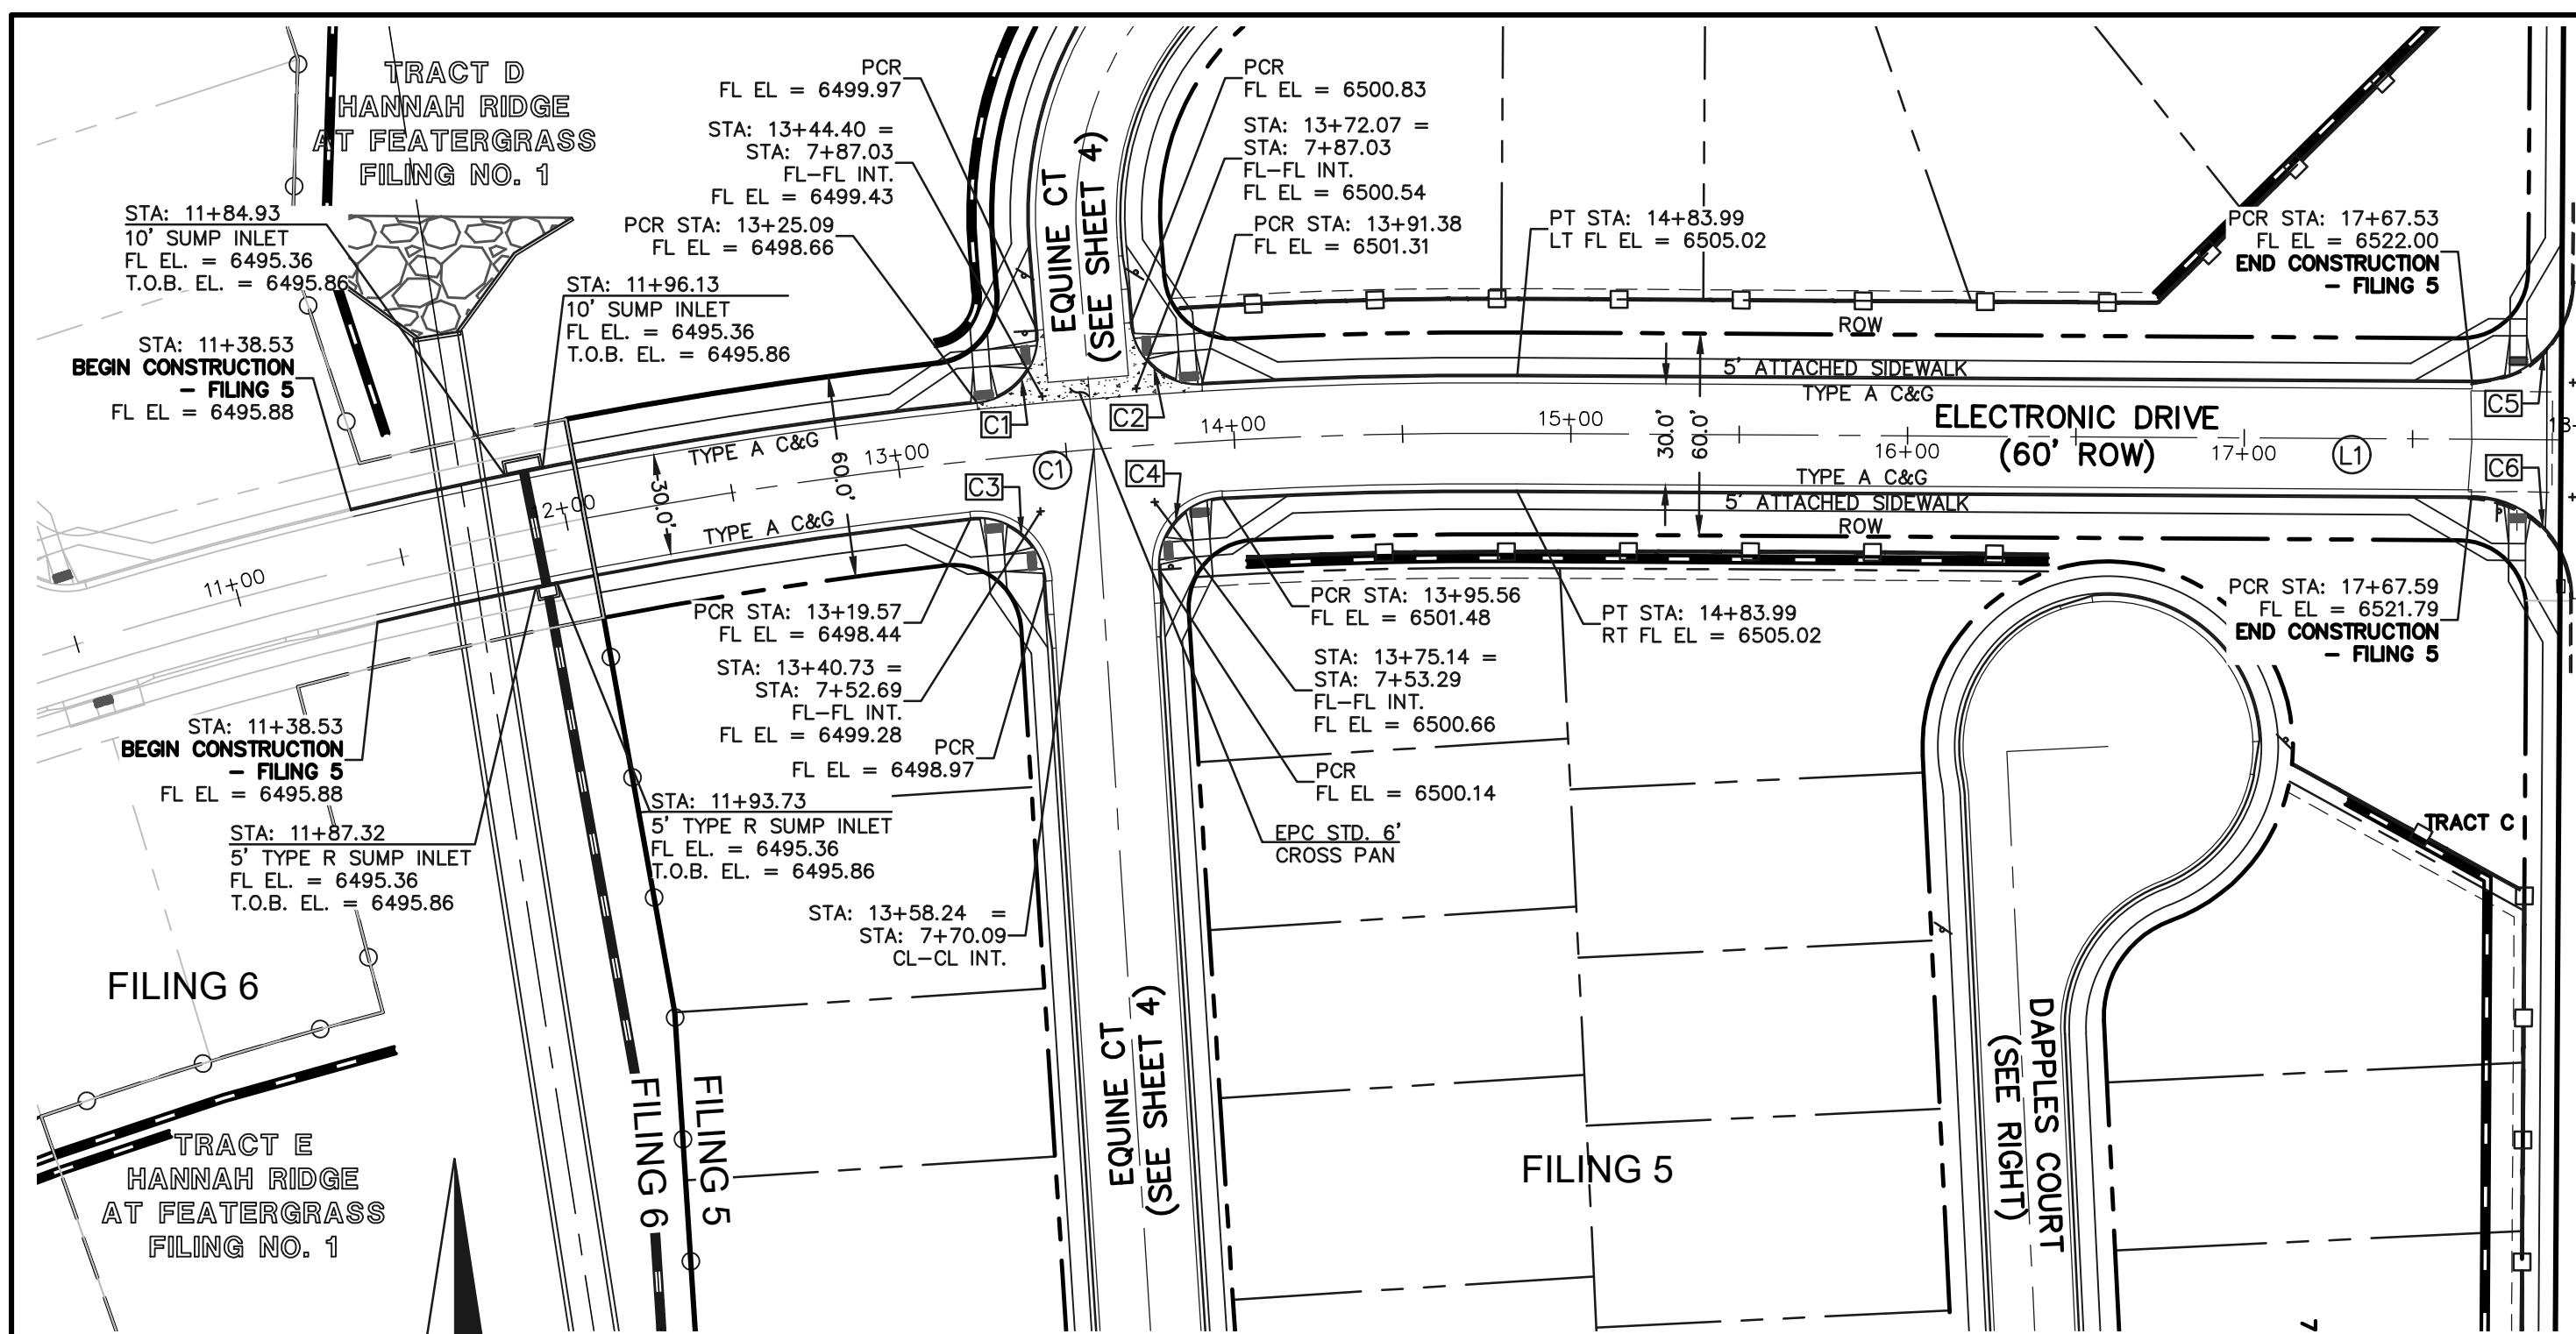 TRACT D
HANNAH RIDGE
AT FEATERGRASS
FILING NO. 1
PCR
FL EL = 6499.97
STA: 13+44.40 =
STA: 7+87.03
FL-FL INT.
FL EL = 6499.43
PCR STA: 13+25.09
FL EL = 6498.66
EQUINE CT
(SEE SHEET 4)
PCR
FL EL = 6500.83
STA: 13+72.07 =
STA: 7+87.03
FL-FL INT.
FL EL = 6500.54
PCR STA: 13+91.38
FL EL = 6501.31
PT STA: 14+83.99
LT FL EL = 6505.02
PCR STA: 17+67.53
FL EL = 6522.00
END CONSTRUCTION
- FILING 5
STA: 11+84.93
10' SUMP INLET
FL EL. = 6495.36
T.O.B. EL. = 6495.86
STA: 11+96.13
10' SUMP INLET
FL EL. = 6495.36
T.O.B. EL. = 6495.86
STA: 11+38.53
BEGIN CONSTRUCTION
- FILING 5
FL EL = 6495.88
ROW
5' ATTACHED SIDEWALK
TYPE A C&G
C1
C2
C5
TYPE A C&G
60.0'
13+00
14+00
15+00
30.0'
60.0'
ELECTRONIC DRIVE
(60' ROW)
16+00
17+00
L1
18+
C1
C3
C4
C6
11+00
2+00
30.0'
TYPE A C&G
TYPE A C&G
5' ATTACHED SIDEWALK
ROW
PCR STA: 13+19.57
FL EL = 6498.44
STA: 13+40.73 =
STA: 7+52.69
FL-FL INT.
FL EL = 6499.28
PCR
FL EL = 6498.97
PCR STA: 13+95.56
FL EL = 6501.48
STA: 13+75.14 =
STA: 7+53.29
FL-FL INT.
FL EL = 6500.66
PCR
FL EL = 6500.14
EPC STD. 6'
CROSS PAN
PT STA: 14+83.99
RT FL EL = 6505.02
PCR STA: 17+67.59
FL EL = 6521.79
END CONSTRUCTION
- FILING 5
STA: 11+38.53
BEGIN CONSTRUCTION
- FILING 5
FL EL = 6495.88
STA: 11+87.32
5' TYPE R SUMP INLET
FL EL. = 6495.36
T.O.B. EL. = 6495.86
STA: 11+93.73
5' TYPE R SUMP INLET
FL EL. = 6495.36
T.O.B. EL. = 6495.86
STA: 13+58.24 =
STA: 7+70.09
CL-CL INT.
TRACT C
FILING 6
FILING 6
FILING 5
EQUINE CT
(SEE SHEET 4)
FILING 5
DAPPLES COURT
(SEE RIGHT)
TRACT E
HANNAH RIDGE
AT FEATERGRASS
FILING NO. 1